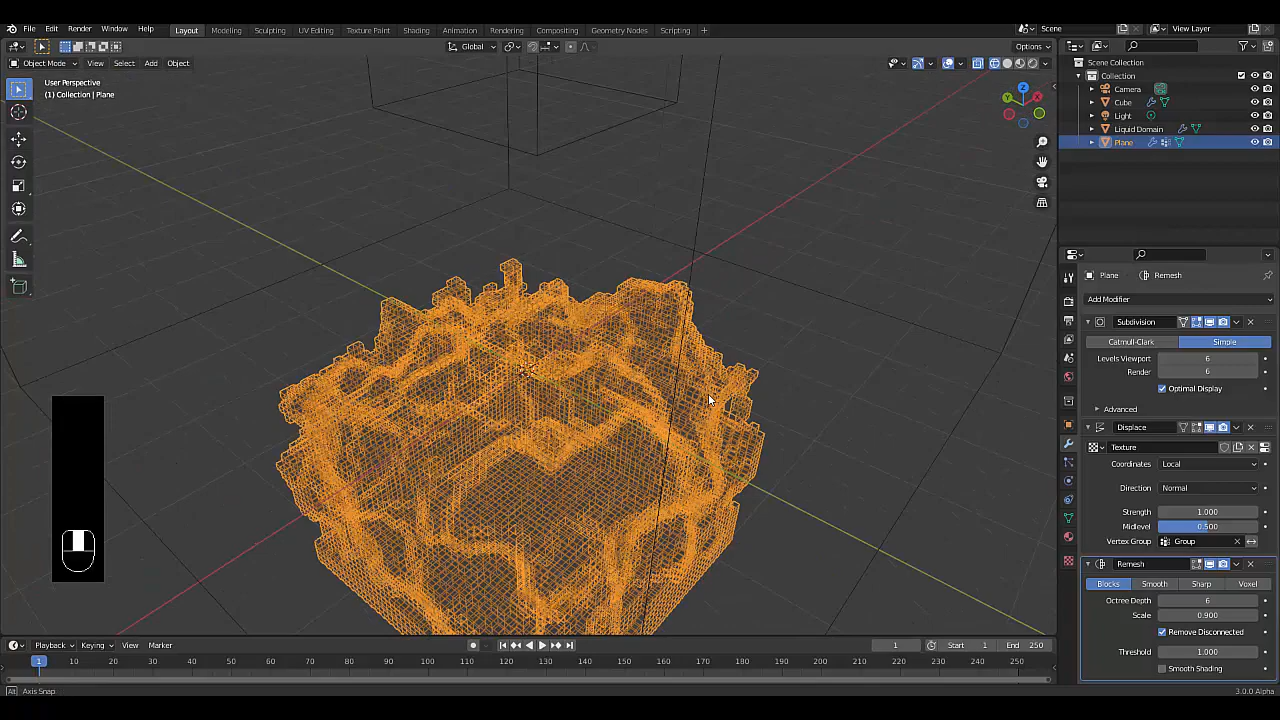 File Edit Render Window Help Layout Modeling Sculpting UV Editing Texture Paint Shading Animation Rendering Compositing Geometry Nodes Scripting Scene View Layer
Global Options
Object Mode View Select Add Object
User Perspective
(1) Collection | Plane
Scene Collection
Collection
Camera
Cube
Light
Liquid Domain
Plane
Plane Remesh
Add Modifier
Subdivision
Catmull-Clark Simple
Levels Viewport 6
Render 6
Optimal Display
Advanced
Displace
Texture
Coordinates Local
Direction Normal
Strength 1.000
Midlevel 0.500
Vertex Group Group
Remesh
Blocks Smooth Sharp Voxel
Octree Depth 6
Scale 0.900
Remove Disconnected
Threshold 1.000
Smooth Shading
X
Y
Z
Playback Keying View Marker 1 Start 1 End 250
1 10 20 30 40 50 60 70 80 90 100 110 120 130 140 150 160 170 180 190 200 210 220 230 240 250
Alt Axis Snap 3.0.0 Alpha